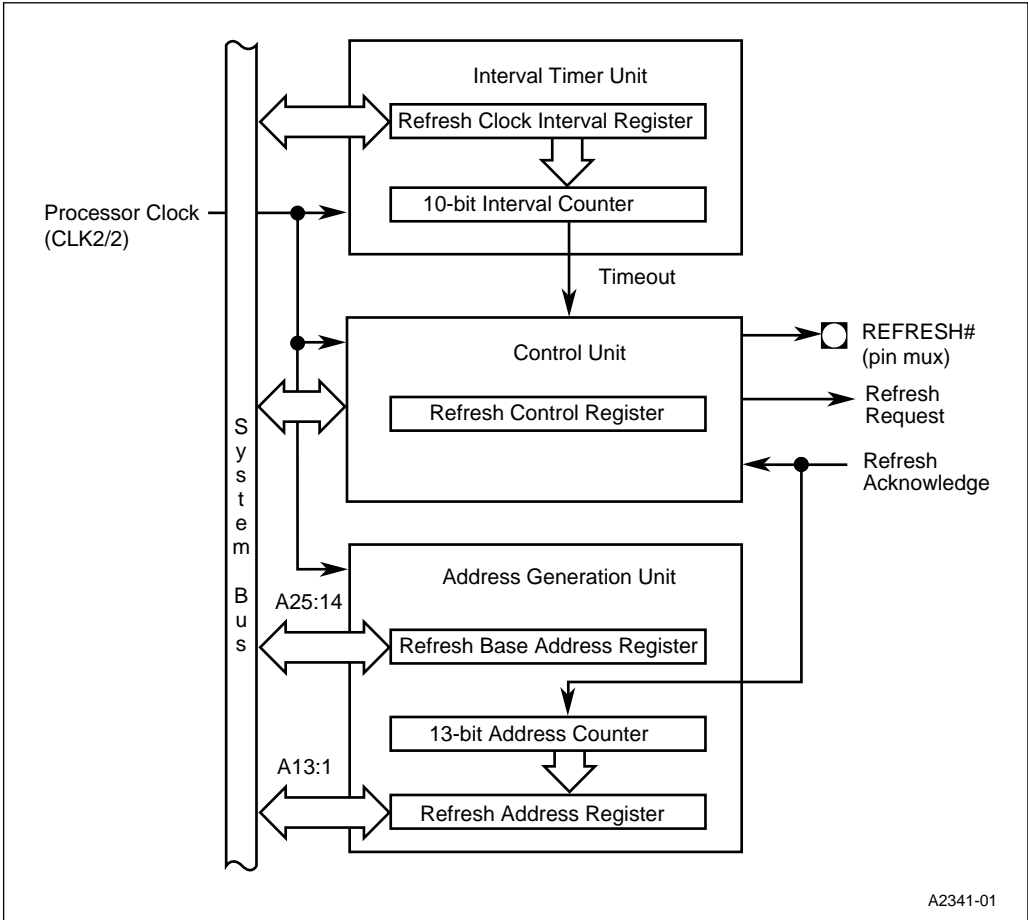 Interval Timer Unit
Refresh Clock Interval Register
10-bit Interval Counter
Processor Clock
(CLK2/2)
Timeout
Control Unit
Refresh Control Register
REFRESH#
(pin mux)
Refresh
Request
Refresh
Acknowledge
System Bus
Address Generation Unit
A25:14
Refresh Base Address Register
13-bit Address Counter
A13:1
Refresh Address Register
A2341-01